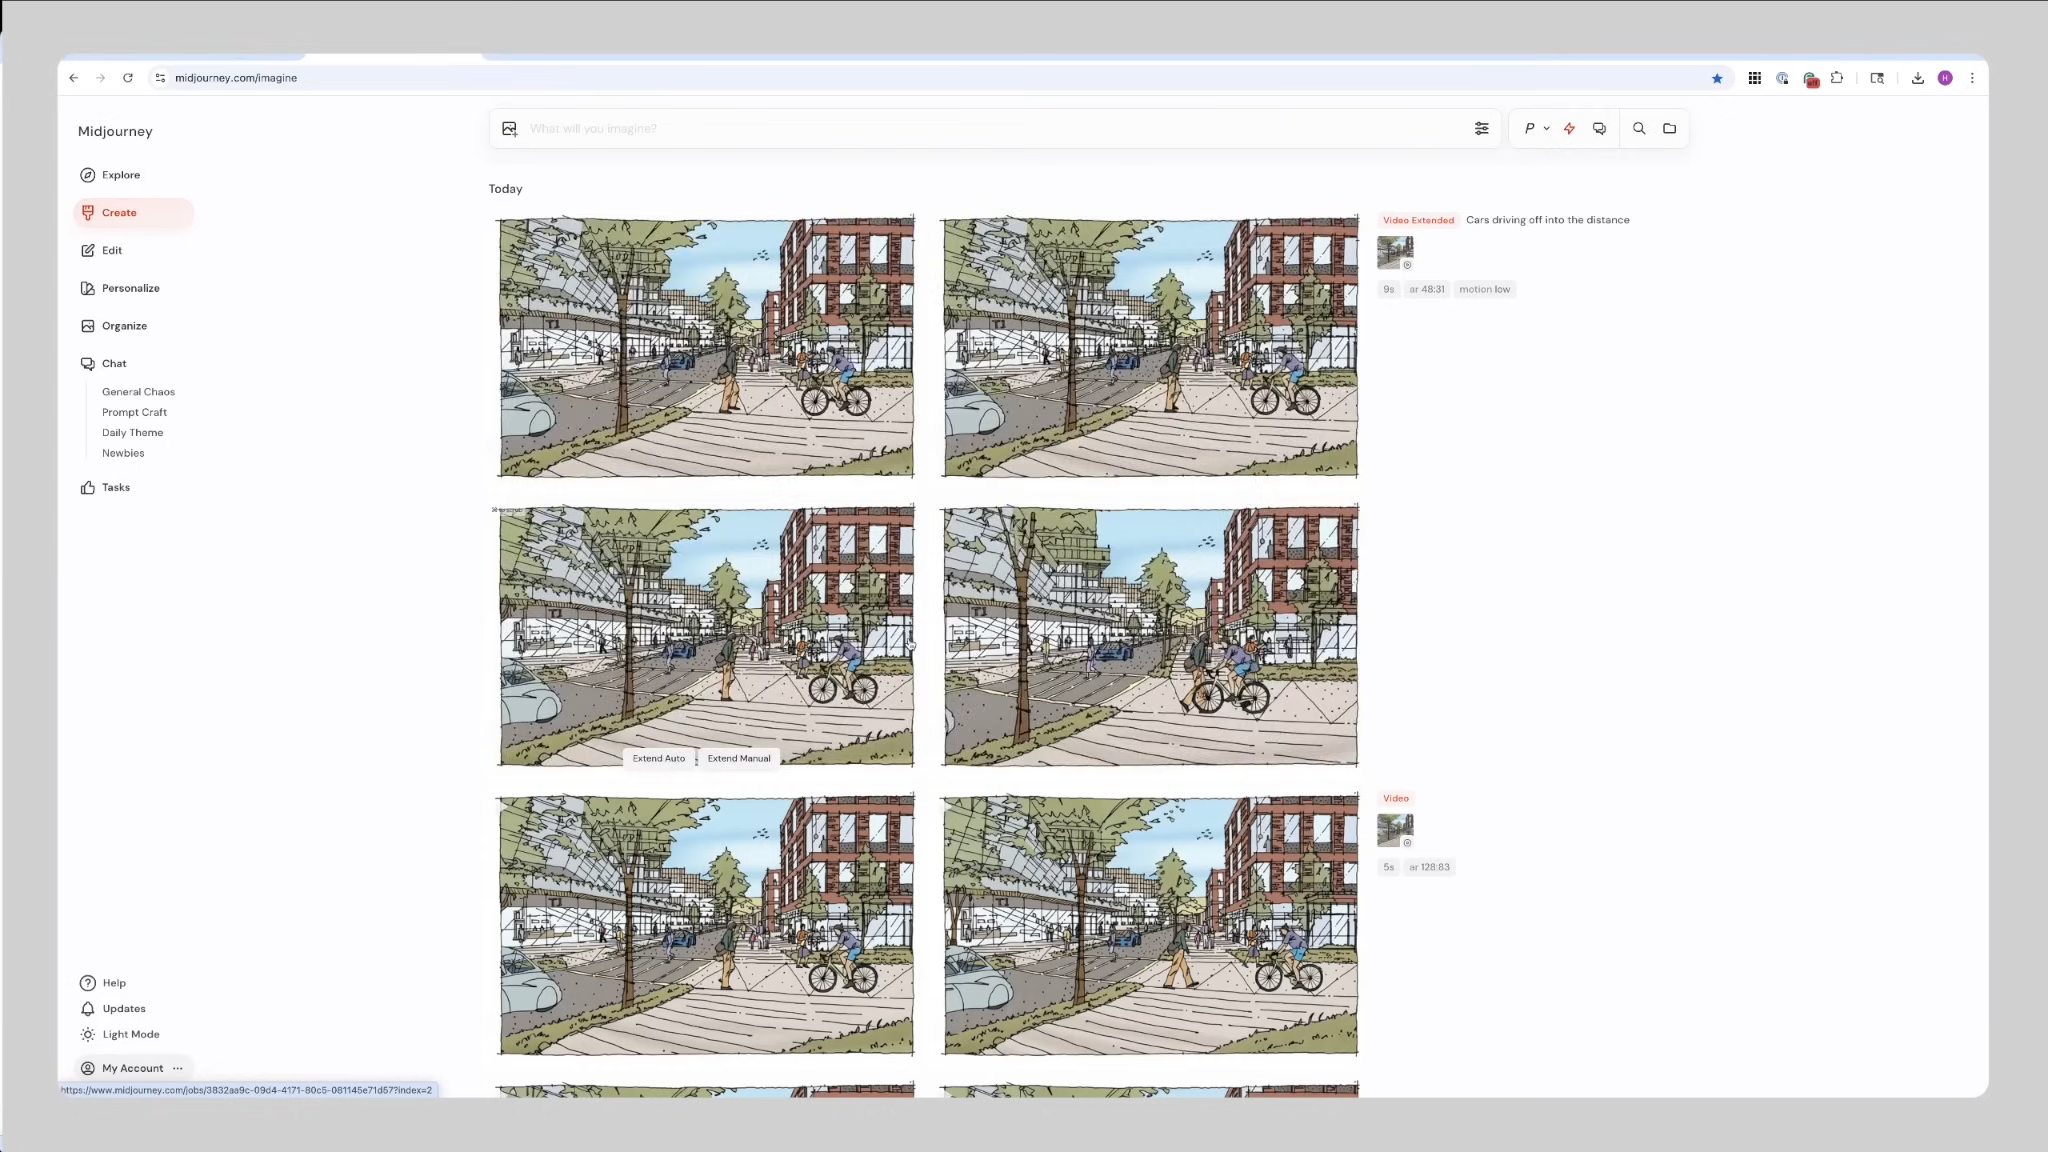 midjourney.com/imagine
H
Midjourney
What will you imagine?
P
Explore
Create
Edit
Personalize
Organize
Chat
General Chaos
Prompt Craft
Daily Theme
Newbies
Tasks
Today
Video Extended Cars driving off into the distance
9s ar 48:31 motion low
Extend Auto Extend Manual
Video
5s ar 128:83
Help
Updates
Light Mode
My Account ...
https://www.midjourney.com/jobs/3832aa9c-09d4-4171-80c5-081145e71d57?index=2